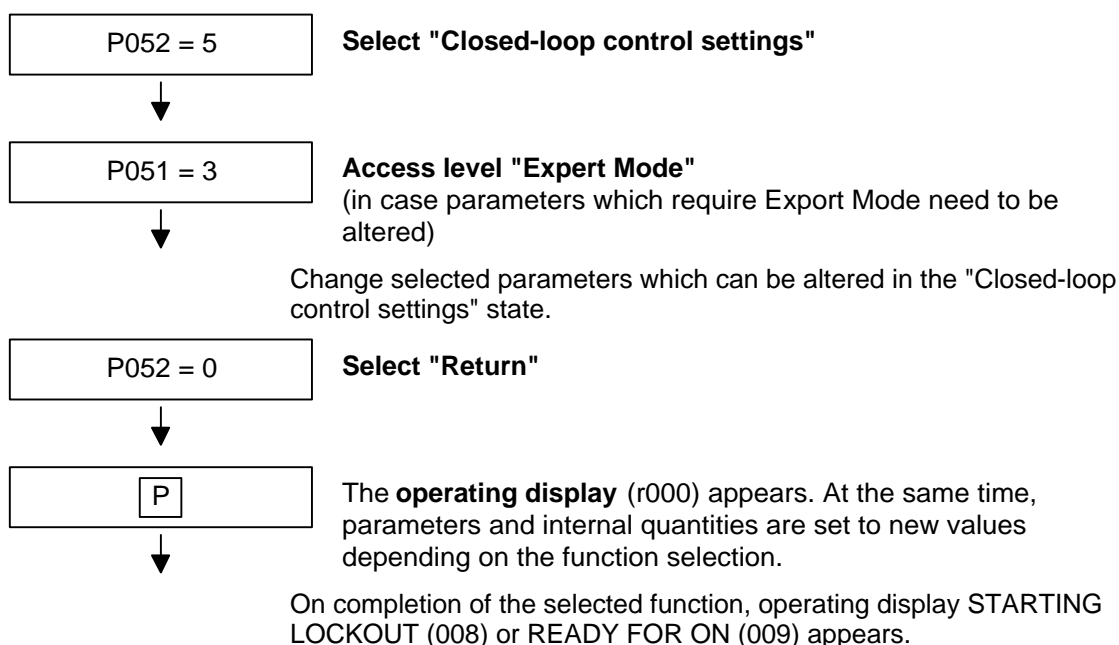 P052 = 5
Select "Closed-loop control settings"
P051 = 3
Access level "Expert Mode"
(in case parameters which require Export Mode need to be
altered)
Change selected parameters which can be altered in the "Closed-loop
control settings" state.
P052 = 0
Select "Return"
P
The operating display (r000) appears. At the same time,
parameters and internal quantities are set to new values
depending on the function selection.
On completion of the selected function, operating display STARTING
LOCKOUT (008) or READY FOR ON (009) appears.